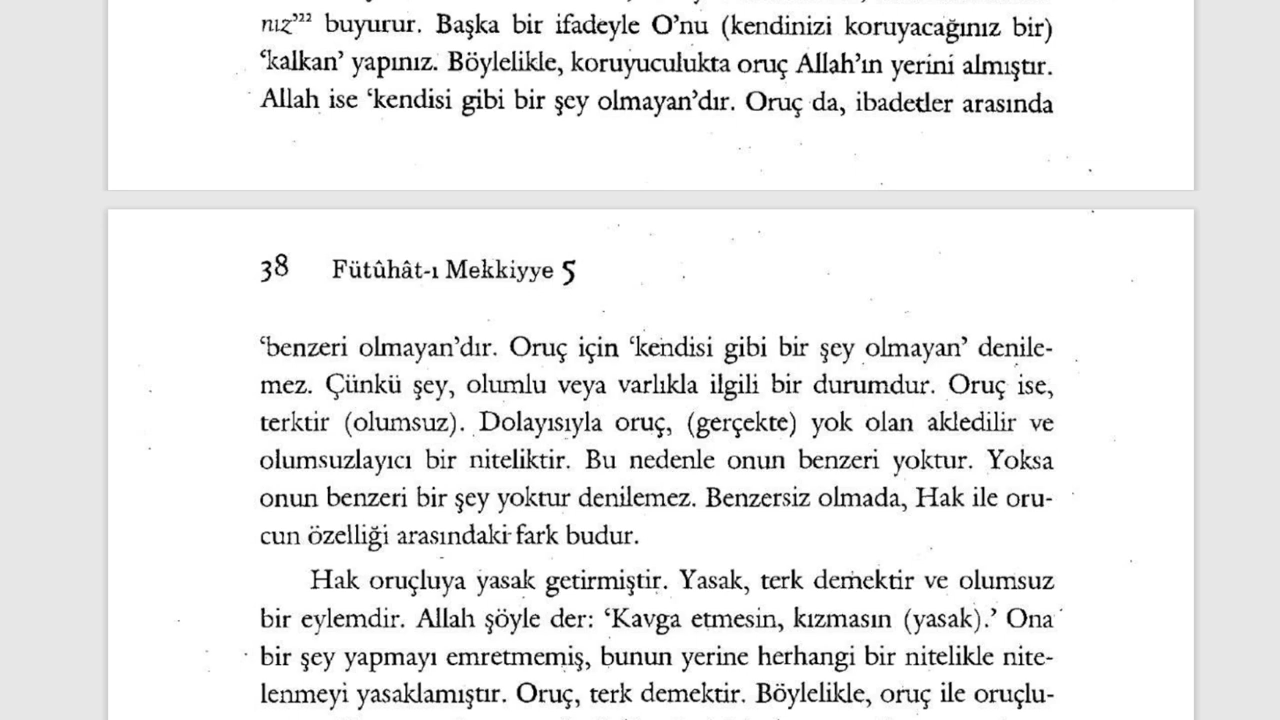 nız’²² buyurur. Başka bir ifadeyle O’nu (kendinizi koruyacağınız bir)
‘kalkan’ yapınız. Böylelikle, koruyuculukta oruç Allah’ın yerini almıştır.
Allah ise ‘kendisi gibi bir şey olmayan’dır. Oruç da, ibadetler arasında
38 Fütûhât-ı Mekkiyye 5
‘benzeri olmayan’dır. Oruç için ‘kendisi gibi bir şey olmayan’ denile-
mez. Çünkü şey, olumlu veya varlıkla ilgili bir durumdur. Oruç ise,
terktir (olumsuz). Dolayısıyla oruç, (gerçekte) yok olan akledilir ve
olumsuzlayıcı bir niteliktir. Bu nedenle onun benzeri yoktur. Yoksa
onun benzeri bir şey yoktur denilemez. Benzersiz olmada, Hak ile oru-
cun özelliği arasındaki fark budur.
Hak oruçluya yasak getirmiştir. Yasak, terk demektir ve olumsuz
bir eylemdir. Allah şöyle der: ‘Kavga etmesin, kızmasın (yasak).’ Ona
bir şey yapmayı emretmemiş, bunun yerine herhangi bir nitelikle nite-
lenmeyi yasaklamıştır. Oruç, terk demektir. Böylelikle, oruç ile oruçlu-